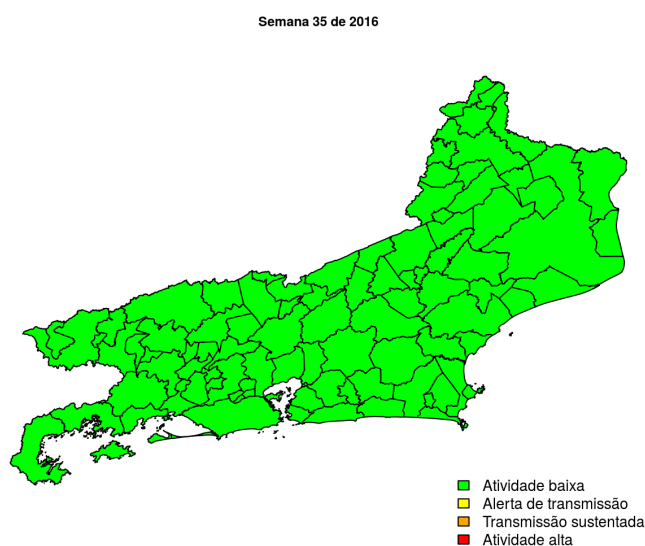 Semana 35 de 2016
Atividade baixa
Alerta de transmissão
Transmissão sustentada
Atividade alta